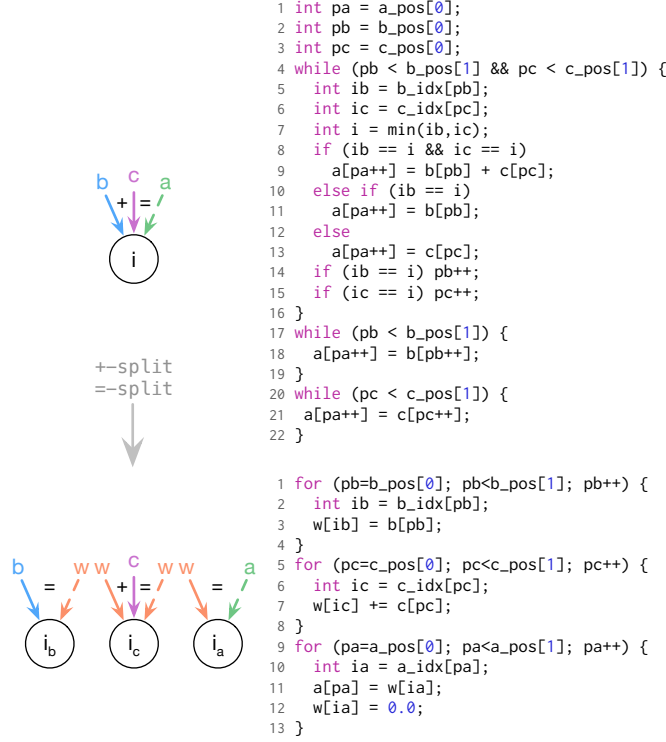 1 int pa = a_pos[0];
2 int pb = b_pos[0];
3 int pc = c_pos[0];
4 while (pb < b_pos[1] && pc < c_pos[1]) {
5 int ib = b_idx[pb];
6 int ic = c_idx[pc];
7 int i = min(ib,ic);
8 if (ib == i && ic == i)
9 a[pa++] = b[pb] + c[pc];
10 else if (ib == i)
11 a[pa++] = b[pb];
12 else
13 a[pa++] = c[pc];
14 if (ib == i) pb++;
15 if (ic == i) pc++;
16 }
17 while (pb < b_pos[1]) {
18 a[pa++] = b[pb++];
19 }
20 while (pc < c_pos[1]) {
21 a[pa++] = c[pc++];
22 }
b c a
+ =
i
+-split
=-split
1 for (pb=b_pos[0]; pb<b_pos[1]; pb++) {
2 int ib = b_idx[pb];
3 w[ib] = b[pb];
4 }
5 for (pc=c_pos[0]; pc<c_pos[1]; pc++) {
6 int ic = c_idx[pc];
7 w[ic] += c[pc];
8 }
9 for (pa=a_pos[0]; pa<a_pos[1]; pa++) {
10 int ia = a_idx[pa];
11 a[pa] = w[ia];
12 w[ia] = 0.0;
13 }
b w w c w w a
= + = =
ib ic ia